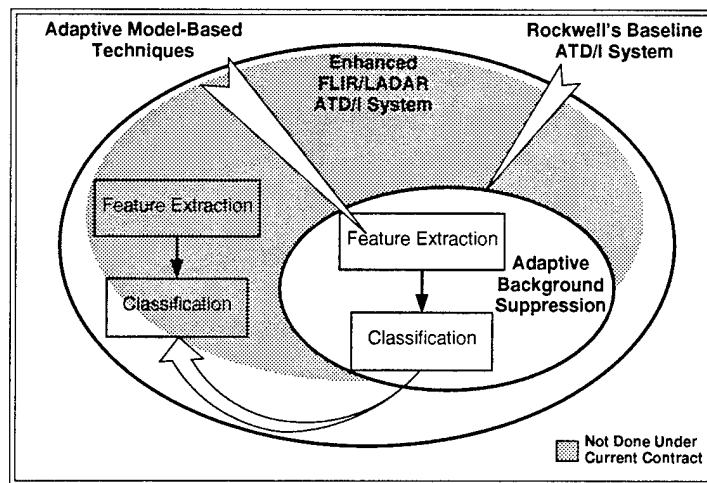 Adaptive Model-Based
Techniques
Rockwell's Baseline
ATD/I System
Enhanced
FLIR/LADAR
ATD/I System
Feature Extraction
Classification
Feature Extraction
Classification
Adaptive
Background
Suppression
Not Done Under
Current Contract